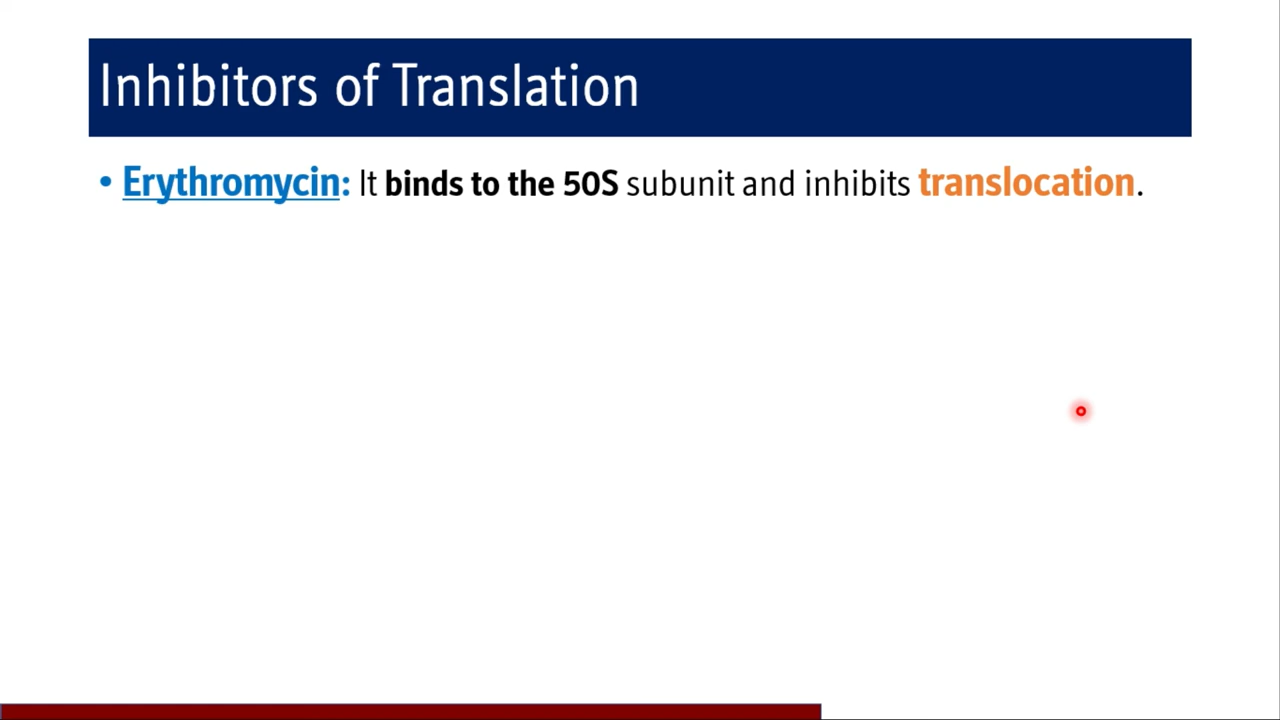 Inhibitors of Translation
• Erythromycin: It binds to the 50S subunit and inhibits translocation.